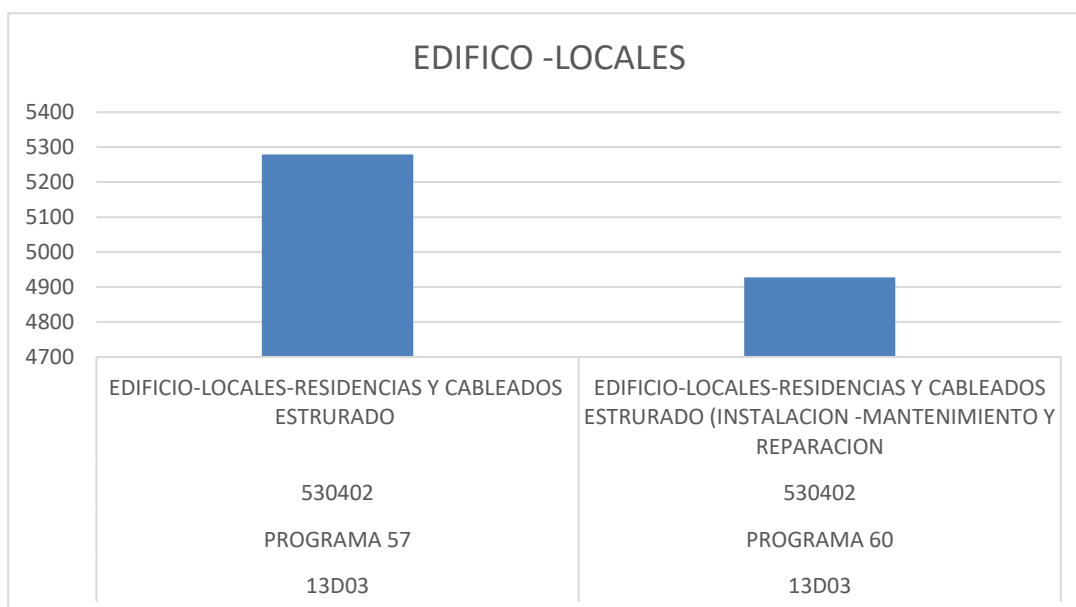 EDIFICO -LOCALES
5400
5300
5200
5100
5000
4900
4800
4700
EDIFICIO-LOCALES-RESIDENCIAS Y CABLEADOS
ESTRURADO
530402
PROGRAMA 57
13D03
EDIFICIO-LOCALES-RESIDENCIAS Y CABLEADOS
ESTRURADO (INSTALACION -MANTENIMIENTO Y
REPARACION
530402
PROGRAMA 60
13D03